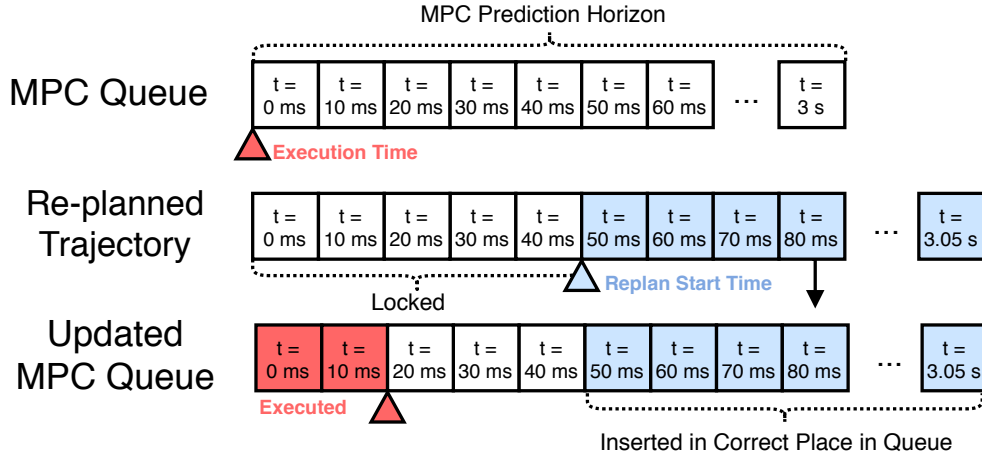 MPC Prediction Horizon
MPC Queue
t = 0 ms
t = 10 ms
t = 20 ms
t = 30 ms
t = 40 ms
t = 50 ms
t = 60 ms
...
t = 3 s
Execution Time
Re-planned
Trajectory
t = 0 ms
t = 10 ms
t = 20 ms
t = 30 ms
t = 40 ms
t = 50 ms
t = 60 ms
t = 70 ms
t = 80 ms
...
t = 3.05 s
Locked
Replan Start Time
Updated
MPC Queue
t = 0 ms
t = 10 ms
t = 20 ms
t = 30 ms
t = 40 ms
t = 50 ms
t = 60 ms
t = 70 ms
t = 80 ms
...
t = 3.05 s
Executed
Inserted in Correct Place in Queue